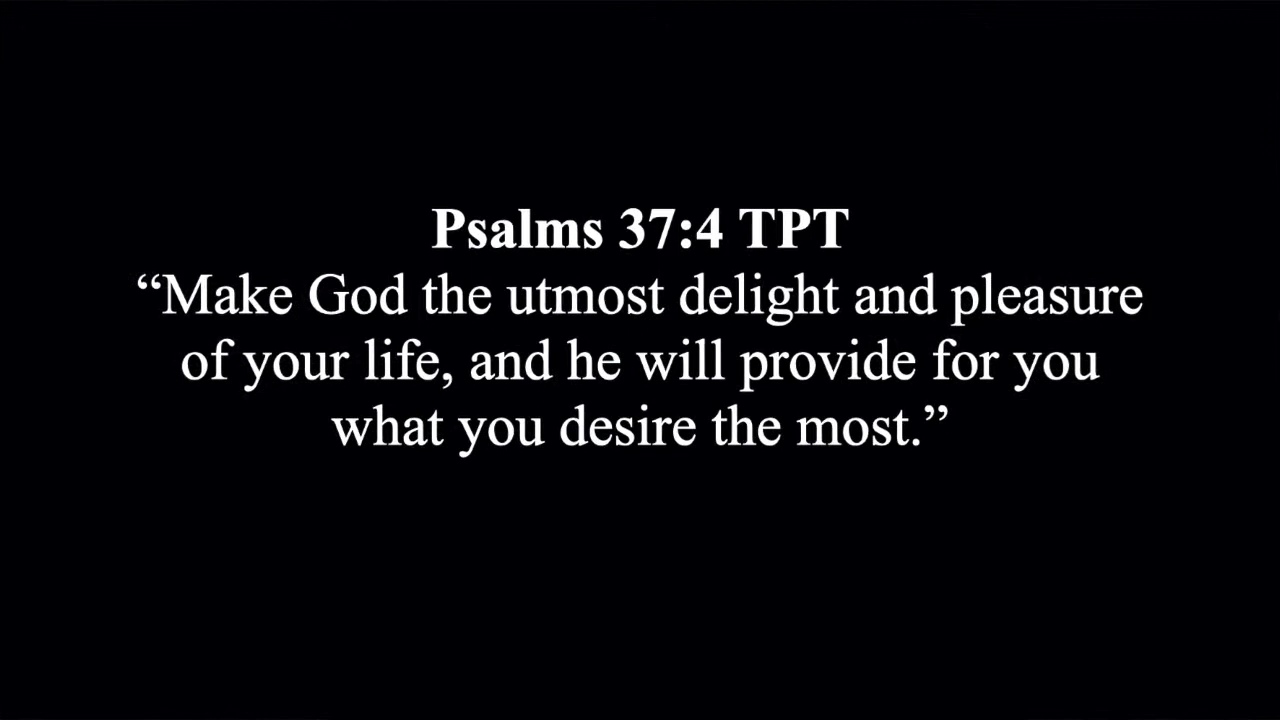 Psalms 37:4 TPT
“Make God the utmost delight and pleasure
of your life, and he will provide for you
what you desire the most.”